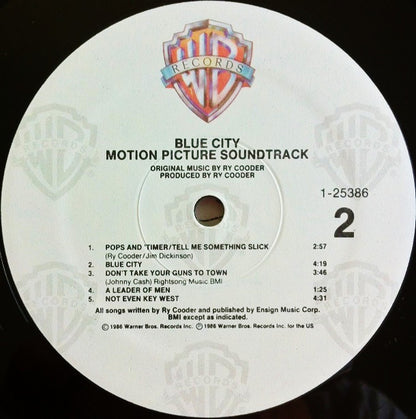 WB
RECORDS
BLUE CITY
MOTION PICTURE SOUNDTRACK
ORIGINAL MUSIC BY RY COODER
PRODUCED BY RY COODER
1-25386
2
1. POPS AND 'TIMER/TELL ME SOMETHING SLICK 2:57
(Ry Cooder/Jim Dickinson)
2. BLUE CITY 4:19
3. DON'T TAKE YOUR GUNS TO TOWN 3:46
(Johnny Cash) Rightsong Music BMI
4. A LEADER OF MEN 1:25
5. NOT EVEN KEY WEST 4:31
All songs written by Ry Cooder and published by Ensign Music Corp.
BMI except as indicated.
© 1986 Warner Bros. Records Inc. ℗ 1986 Warner Bros. Records Inc. for the US